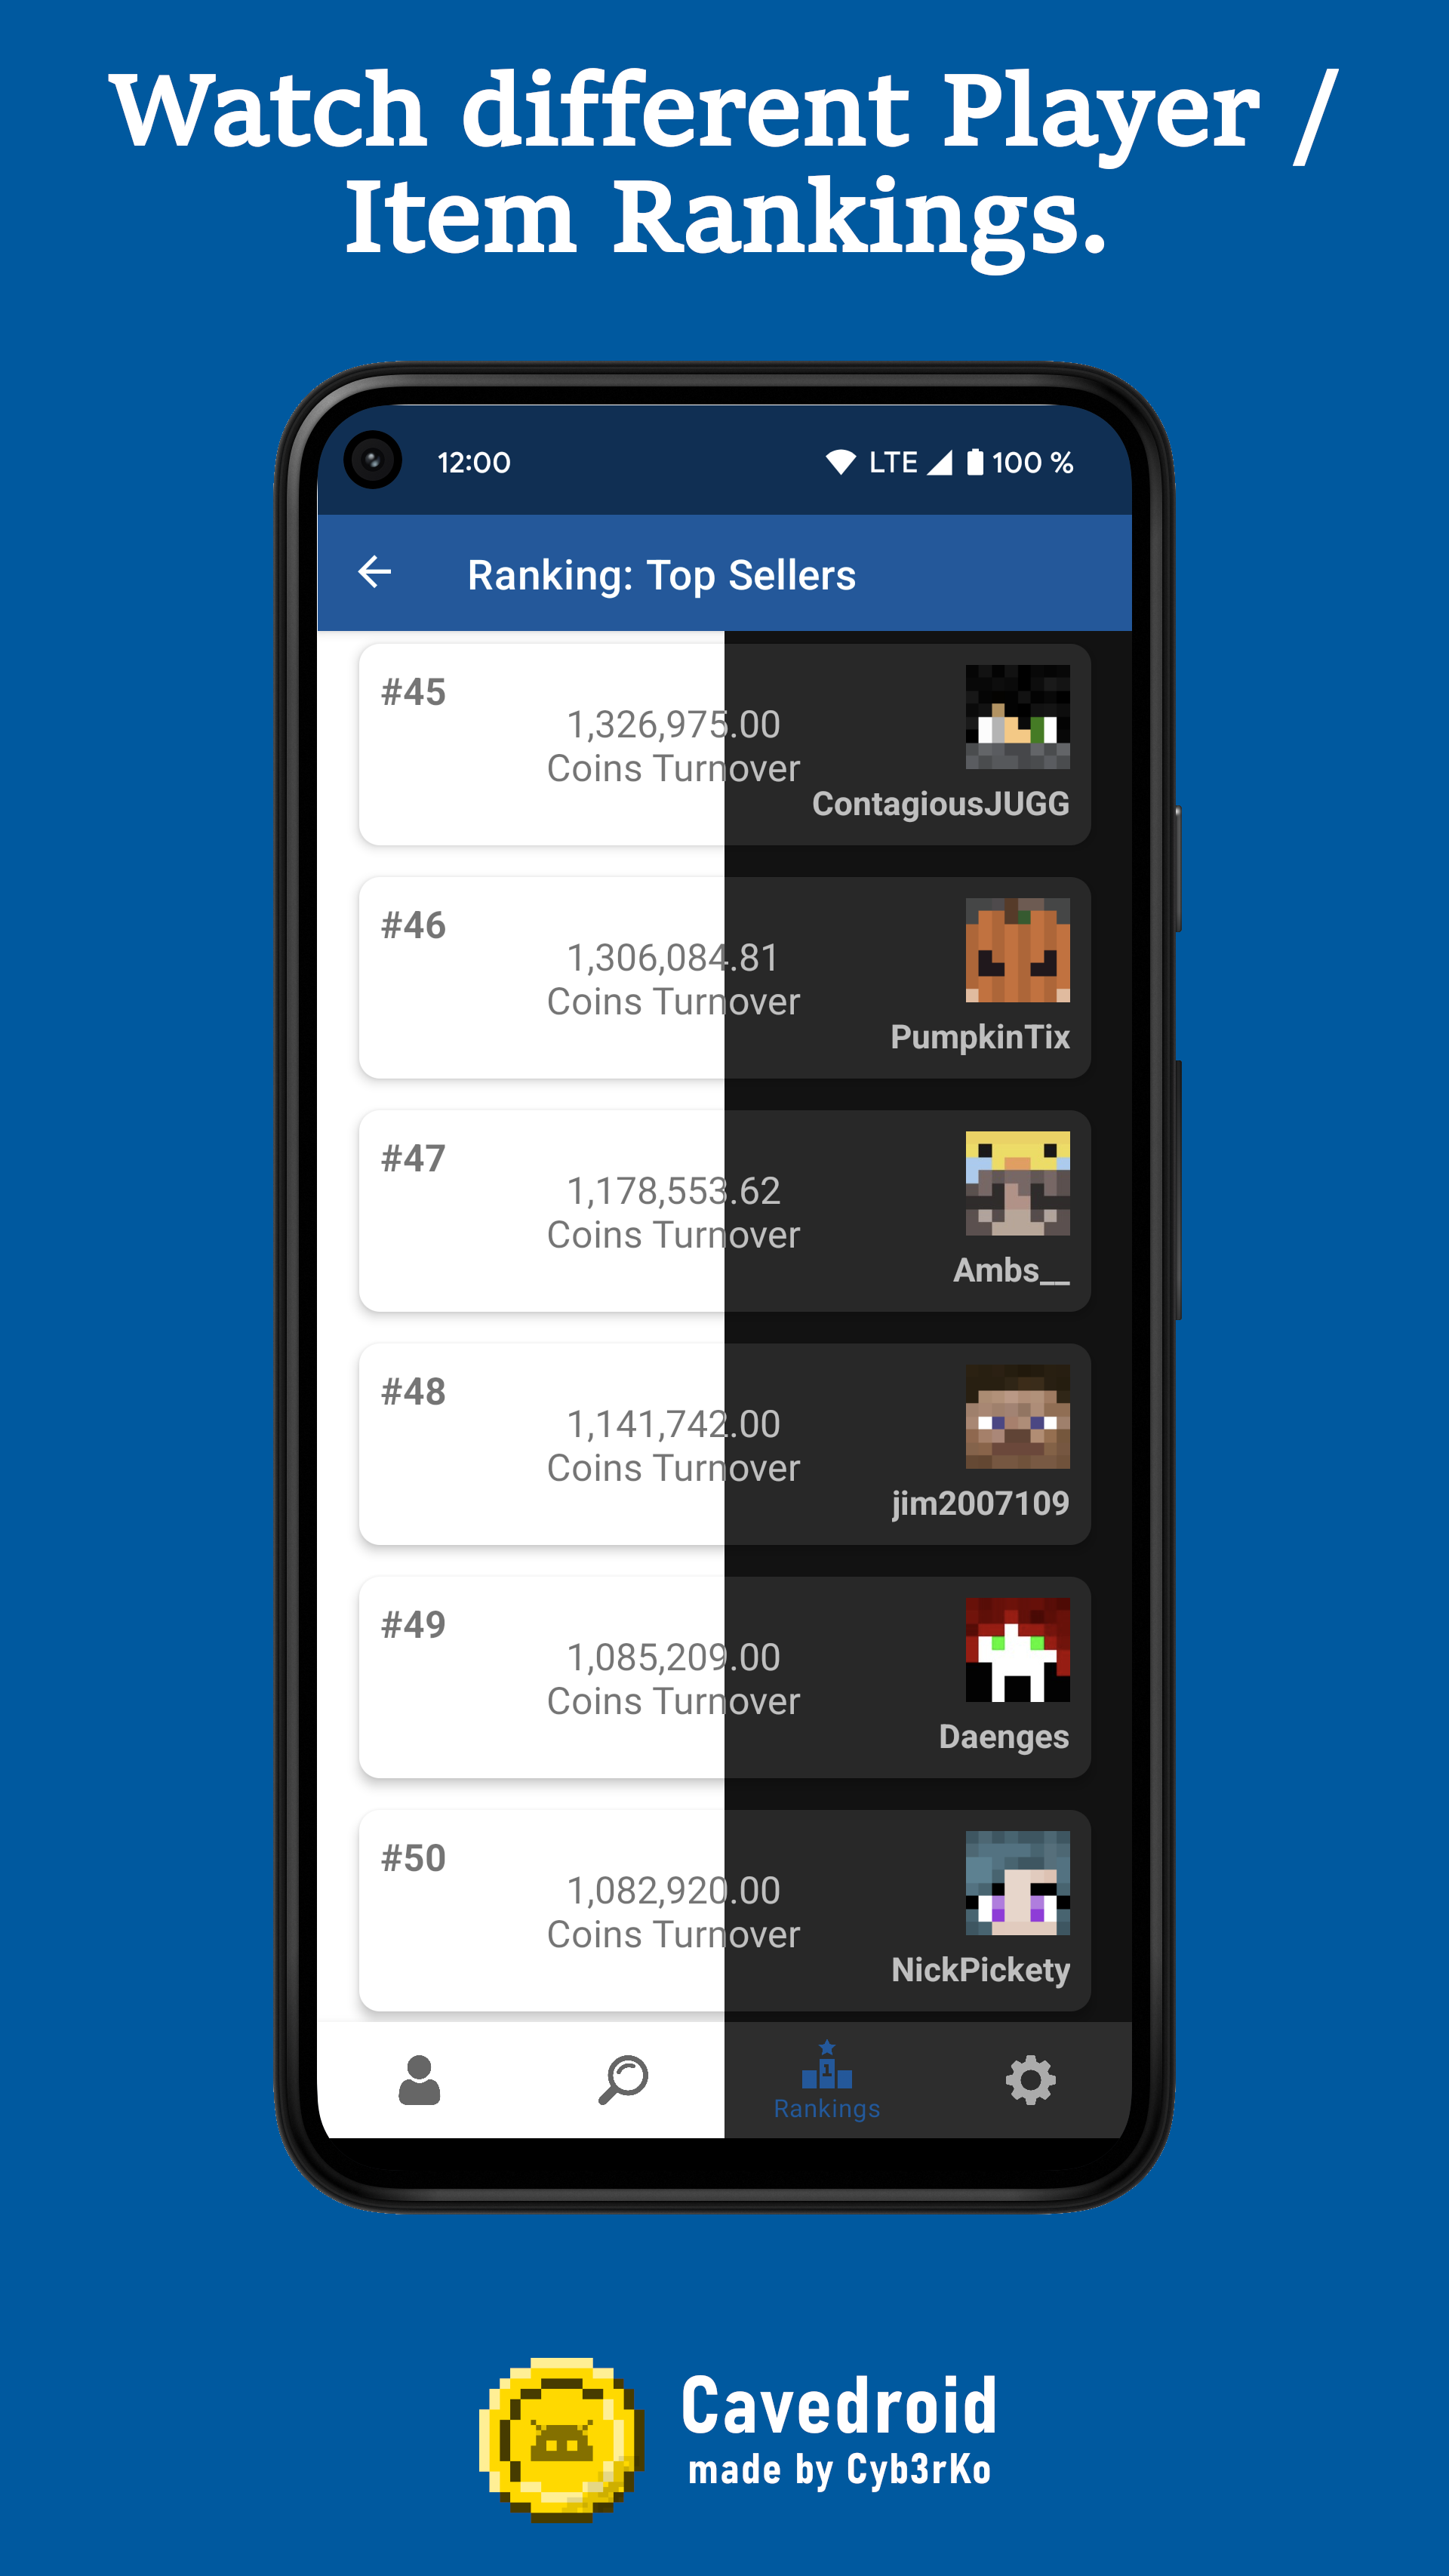 Watch different Player /
Item Rankings.
12:00 LTE 100 %
Ranking: Top Sellers
#45
1,326,975.00
Coins Turnover
ContagiousJUGG
#46
1,306,084.81
Coins Turnover
PumpkinTix
#47
1,178,553.62
Coins Turnover
Ambs__
#48
1,141,742.00
Coins Turnover
jim2007109
#49
1,085,209.00
Coins Turnover
Daenges
#50
1,082,920.00
Coins Turnover
NickPickety
1
Rankings
Cavedroid
made by Cyb3rKo